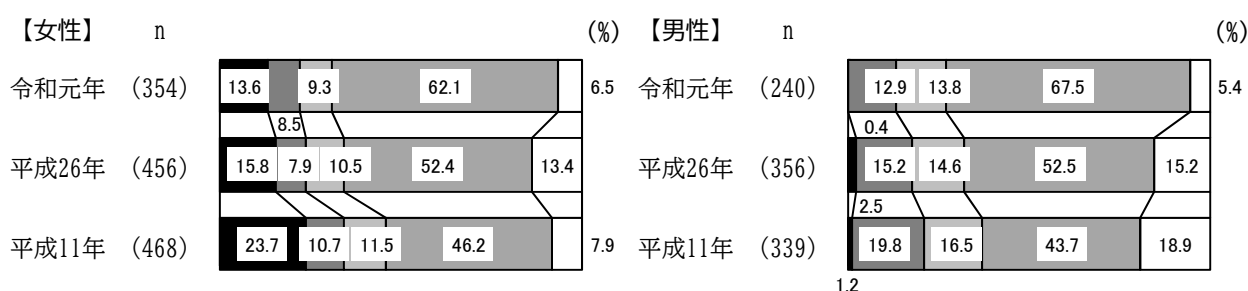 【女性】 n (%) 【男性】 n (%)
令和元年 (354) 13.6 9.3 62.1 6.5 令和元年 (240) 12.9 13.8 67.5 5.4
8.5 0.4
平成26年 (456) 15.8 7.9 10.5 52.4 13.4 平成26年 (356) 15.2 14.6 52.5 15.2
2.5
平成11年 (468) 23.7 10.7 11.5 46.2 7.9 平成11年 (339) 19.8 16.5 43.7 18.9
1.2